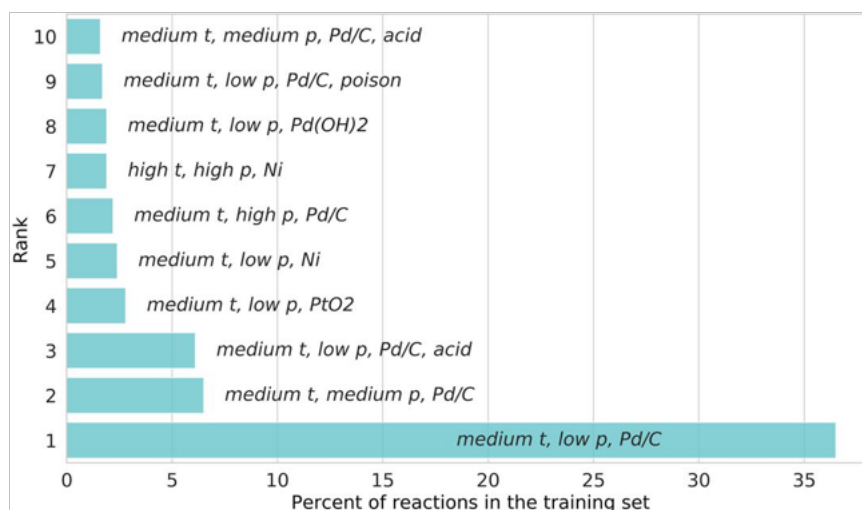 10 medium t, medium p, Pd/C, acid
9 medium t, low p, Pd/C, poison
8 medium t, low p, Pd(OH)2
7 high t, high p, Ni
6 medium t, high p, Pd/C
Rank
5 medium t, low p, Ni
4 medium t, low p, PtO2
3 medium t, low p, Pd/C, acid
2 medium t, medium p, Pd/C
1 medium t, low p, Pd/C
0 5 10 15 20 25 30 35
Percent of reactions in the training set